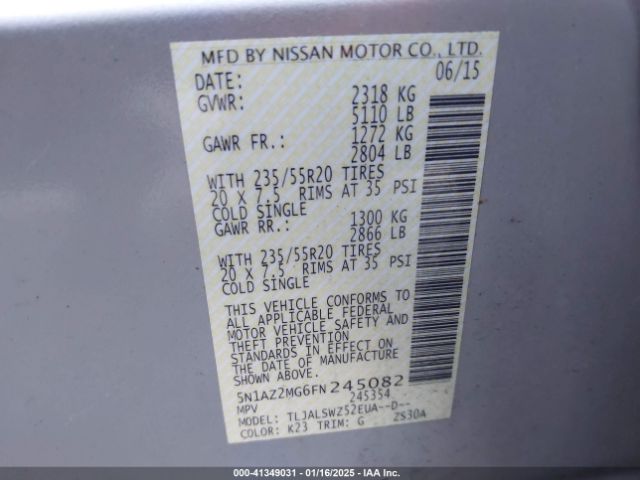 MFD BY NISSAN MOTOR CO., LTD.
DATE: 06/15
GVWR: 2318 KG
5110 LB
GAWR FR.: 1272 KG
2804 LB
WITH 235/55R20 TIRES
20 X 7.5 RIMS AT 35 PSI
COLD SINGLE
GAWR RR.: 1300 KG
2866 LB
WITH 235/55R20 TIRES
20 X 7.5 RIMS AT 35 PSI
COLD SINGLE
THIS VEHICLE CONFORMS TO
ALL APPLICABLE FEDERAL
MOTOR VEHICLE SAFETY AND
THEFT PREVENTION
STANDARDS IN EFFECT ON
THE DATE OF MANUFACTURE
SHOWN ABOVE.
5N1AZ2MG6FN245082
MPV 245354
MODEL: TLJALSWZ52EUA--D--
COLOR: K23 TRIM: G ZS30A
000-41349031 - 01/16/2025 - IAA, Inc.